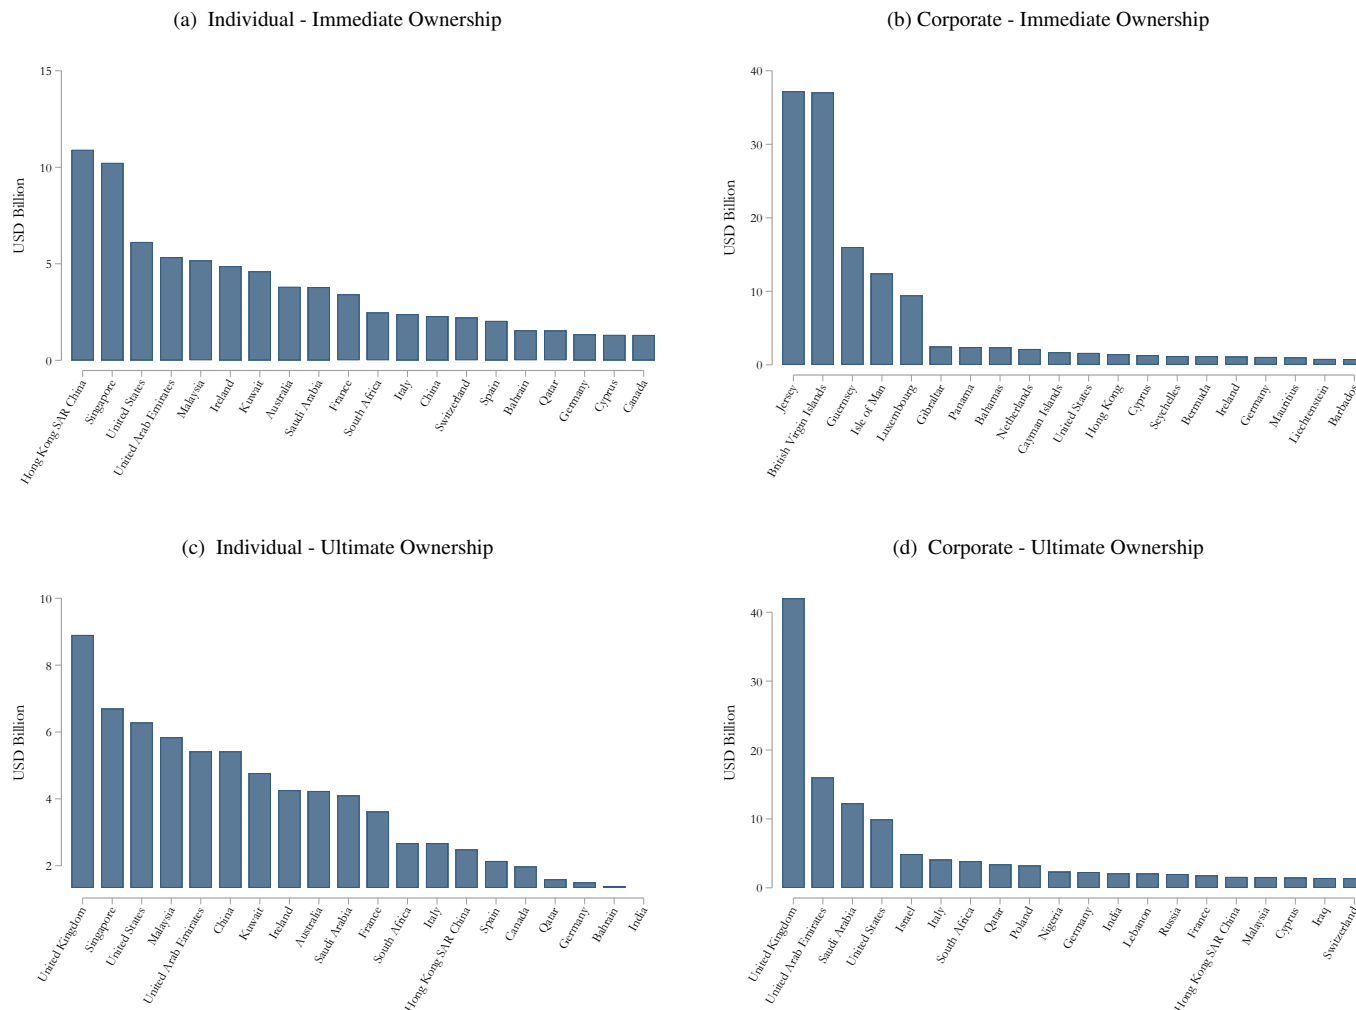 (a) Individual - Immediate Ownership
USD Billion
15
10
5
0
Hong Kong SAR China
Singapore
United States
United Arab Emirates
Malaysia
Ireland
Kuwait
Australia
Saudi Arabia
France
South Africa
Italy
China
Switzerland
Spain
Bahrain
Qatar
Germany
Cyprus
Canada
(b) Corporate - Immediate Ownership
USD Billion
40
30
20
10
0
Jersey
British Virgin Islands
Guernsey
Isle of Man
Luxembourg
Gibraltar
Panama
Bahamas
Netherlands
Cayman Islands
United States
Hong Kong
Cyprus
Seychelles
Bermuda
Ireland
Germany
Mauritius
Liechtenstein
Barbados
(c) Individual - Ultimate Ownership
USD Billion
10
8
6
4
2
United Kingdom
Singapore
United States
Malaysia
United Arab Emirates
China
Kuwait
Ireland
Australia
Saudi Arabia
France
South Africa
Italy
Hong Kong SAR China
Spain
Canada
Qatar
Germany
Bahrain
India
(d) Corporate - Ultimate Ownership
USD Billion
40
30
20
10
0
United Kingdom
United Arab Emirates
Saudi Arabia
United States
Israel
Italy
South Africa
Qatar
Poland
Nigeria
Germany
India
Lebanon
Russia
France
Hong Kong SAR China
Malaysia
Cyprus
Iraq
Switzerland